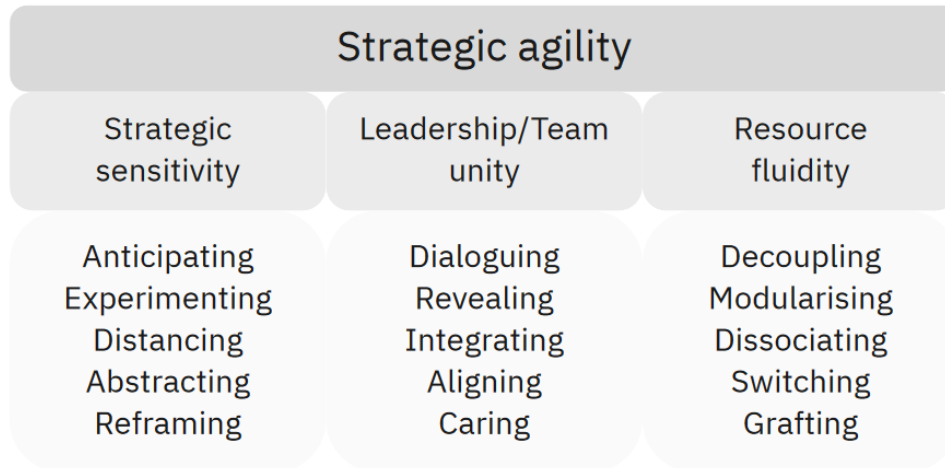 Strategic agility
Strategic
sensitivity
Leadership/Team
unity
Resource
fluidity
Anticipating
Experimenting
Distancing
Abstracting
Reframing
Dialoguing
Revealing
Integrating
Aligning
Caring
Decoupling
Modularising
Dissociating
Switching
Grafting